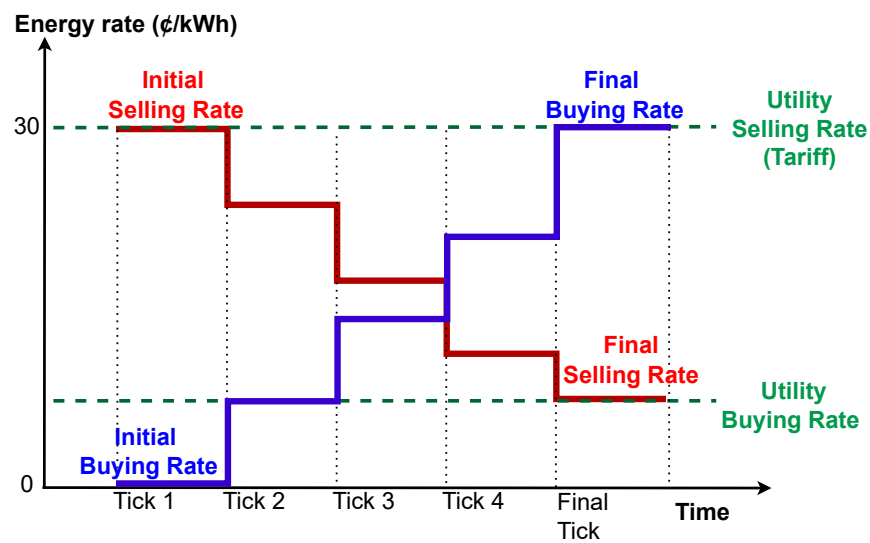 Energy rate (¢/kWh)
Initial
Selling Rate
Final
Buying Rate
Utility
Selling Rate
(Tariff)
30
Final
Selling Rate
Utility
Buying Rate
Initial
Buying Rate
0
Tick 1
Tick 2
Tick 3
Tick 4
Final
Tick
Time